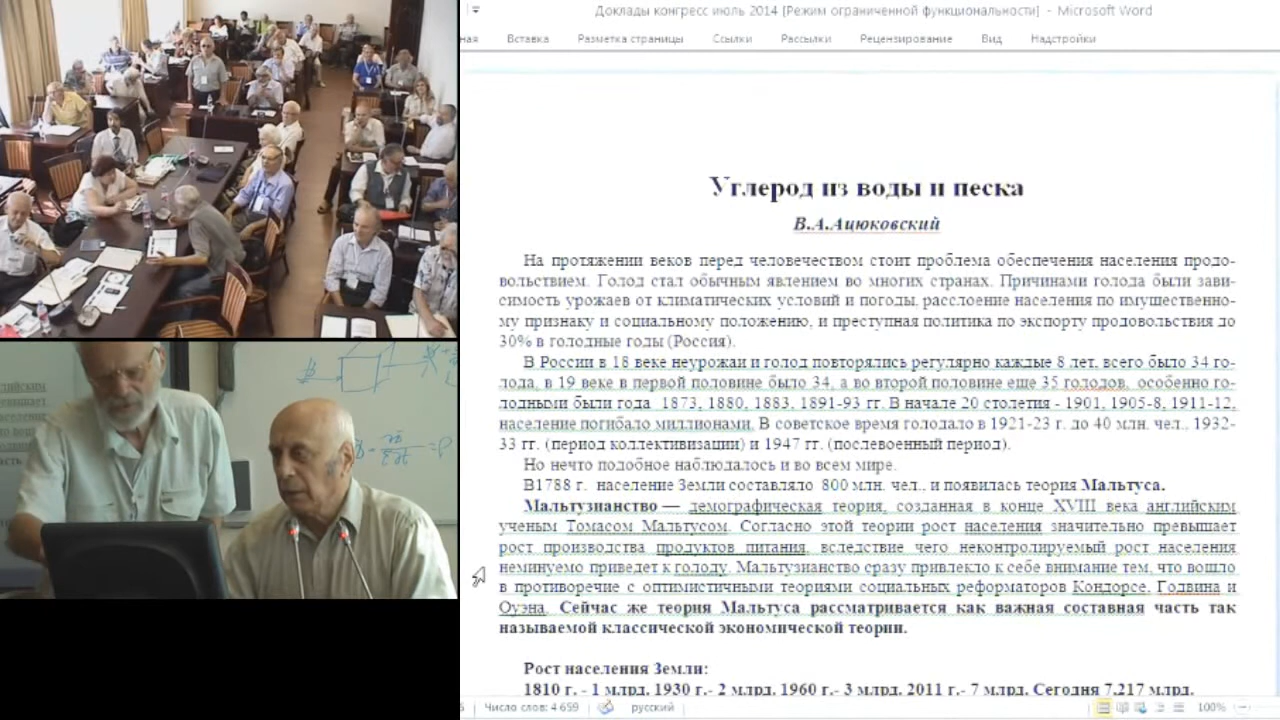 Доклады конгресс июль 2014 [Режим ограниченной функциональности] - Microsoft Word
ная Вставка Разметка страницы Ссылки Рассылки Рецензирование Вид Надстройки
Углерод из воды и песка
В.А.Ацюковский
На протяжении веков перед человечеством стоит проблема обеспечения населения продо-
вольствием. Голод стал обычным явлением во многих странах. Причинами голода были зави-
симость урожаев от климатических условий и погоды, расслоение населения по имущественно-
му признаку и социальному положению, и преступная политика по экспорту продовольствия до
30% в голодные годы (Россия).
В России в 18 веке неурожаи и голод повторялись регулярно каждые 8 лет, всего было 34 го-
лода, в 19 веке в первой половине было 34, а во второй половине еще 35 голодов, особенно го-
лодными были года 1873, 1880, 1883, 1891-93 гг. В начале 20 столетия - 1901, 1905-8, 1911-12,
население погибало миллионами. В советское время голодало в 1921-23 г. до 40 млн. чел., 1932-
33 гг. (период коллективизации) и 1947 гг. (послевоенный период).
Но нечто подобное наблюдалось и во всем мире.
В1788 г. население Земли составляло 800 млн. чел., и появилась теория Мальтуса.
Мальтузианство — демографическая теория, созданная в конце XVIII века английским
ученым Томасом Мальтусом. Согласно этой теории рост населения значительно превышает
рост производства продуктов питания, вследствие чего неконтролируемый рост населения
неминуемо приведет к голоду. Мальтузианство сразу привлекло к себе внимание тем, что вошло
в противоречие с оптимистичными теориями социальных реформаторов Кондорсе, Годвина и
Оуэна. Сейчас же теория Мальтуса рассматривается как важная составная часть так
называемой классической экономической теории.
Рост населения Земли:
1810 г. - 1 млрд, 1930 г.- 2 млрд, 1960 г.- 3 млрд, 2011 г.- 7 млрд. Сегодня 7,217 млрд.
Число слов: 4 659 русский 100%